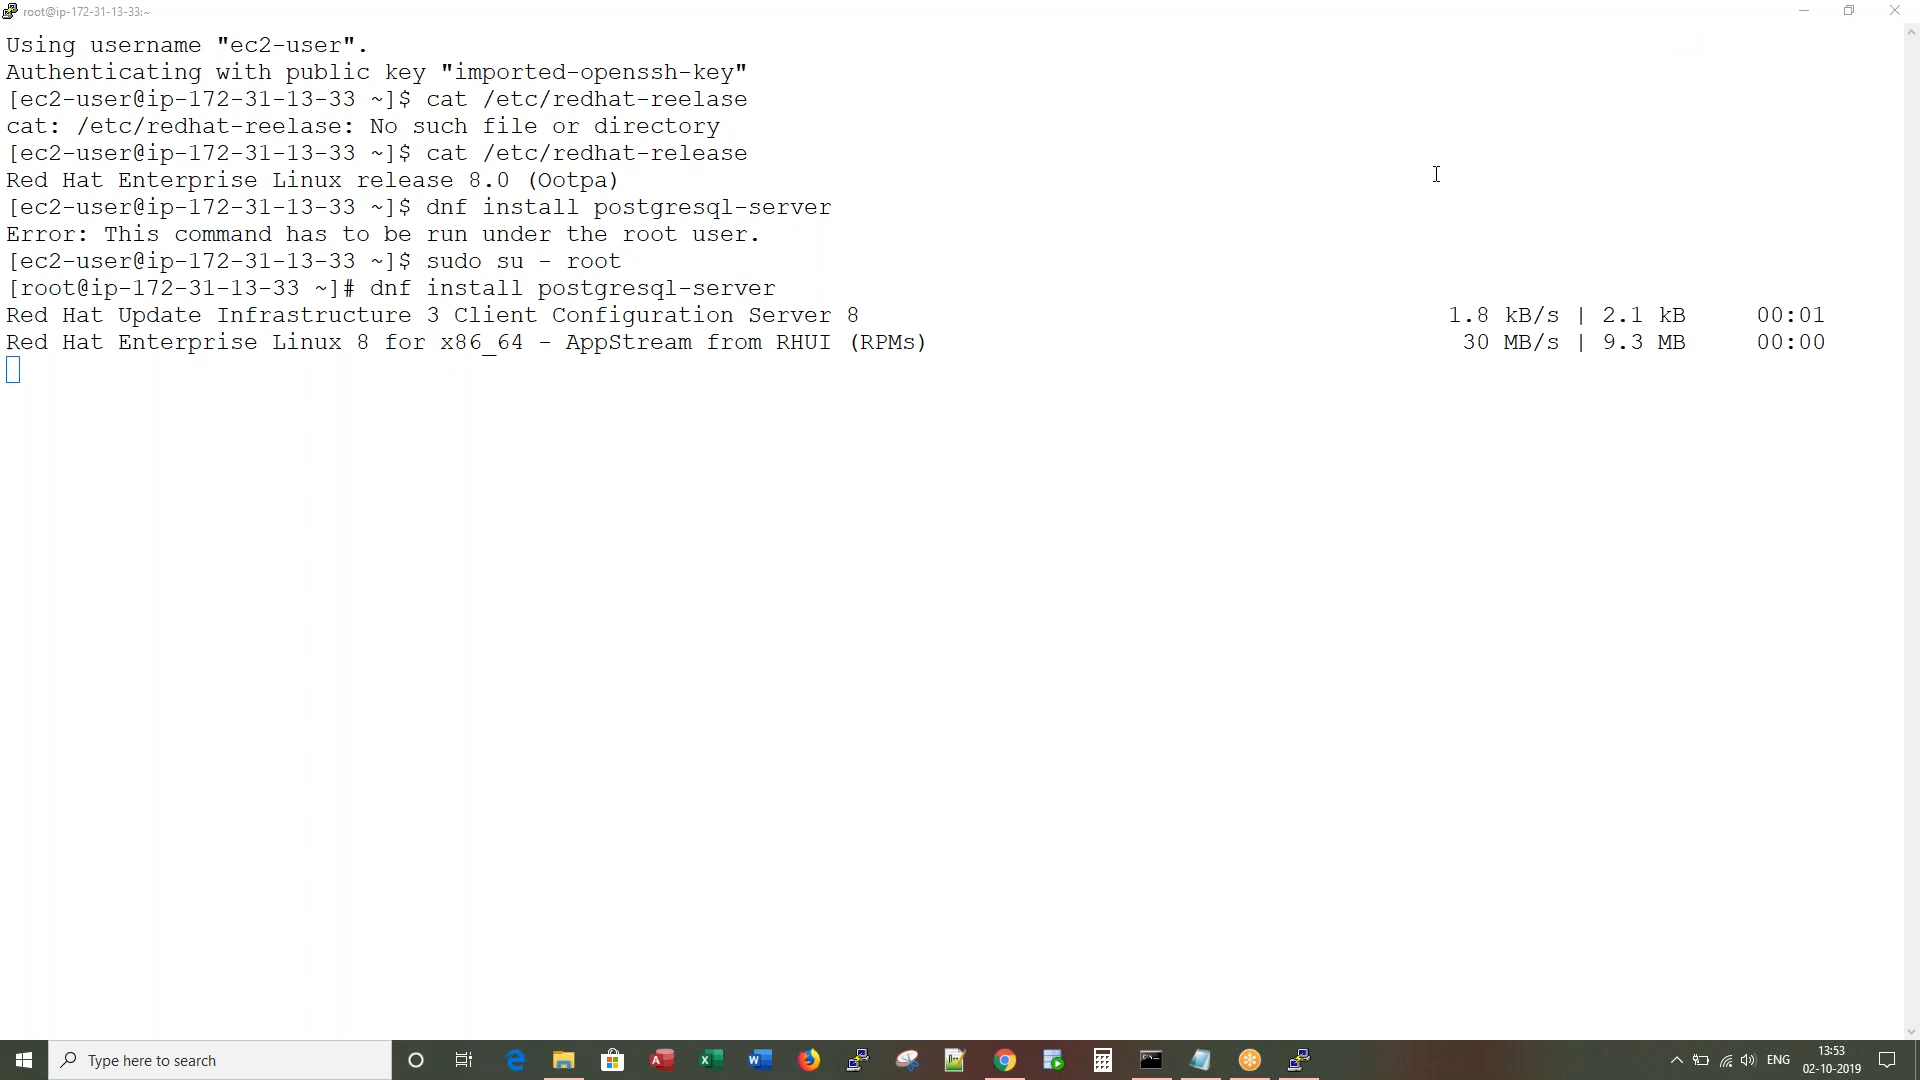 root@ip-172-31-13-33:~
Using username "ec2-user".
Authenticating with public key "imported-openssh-key"
[ec2-user@ip-172-31-13-33 ~]$ cat /etc/redhat-reelase
cat: /etc/redhat-reelase: No such file or directory
[ec2-user@ip-172-31-13-33 ~]$ cat /etc/redhat-release
Red Hat Enterprise Linux release 8.0 (Ootpa)
[ec2-user@ip-172-31-13-33 ~]$ dnf install postgresql-server
Error: This command has to be run under the root user.
[ec2-user@ip-172-31-13-33 ~]$ sudo su - root
[root@ip-172-31-13-33 ~]# dnf install postgresql-server
Red Hat Update Infrastructure 3 Client Configuration Server 8 1.8 kB/s | 2.1 kB 00:01
Red Hat Enterprise Linux 8 for x86_64 - AppStream from RHUI (RPMs) 30 MB/s | 9.3 MB 00:00
Type here to search
ENG
13:53
02-10-2019